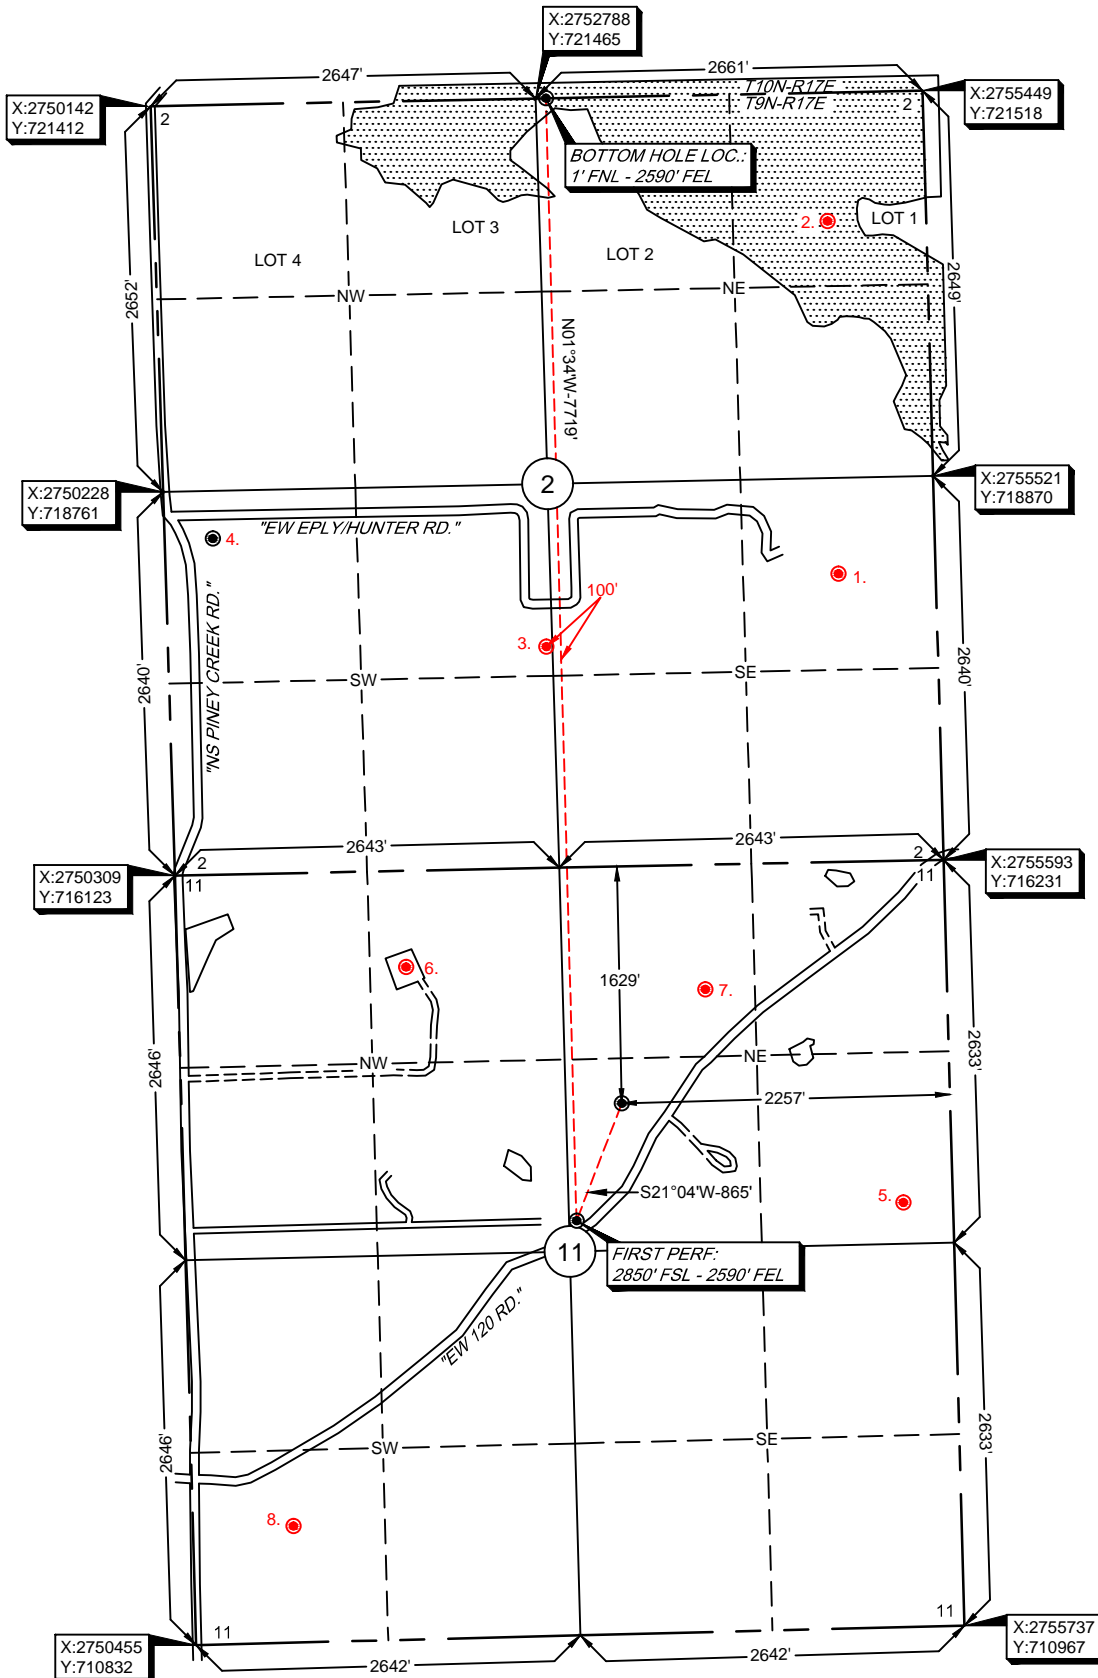 X:2752788
Y:721465
2647'
2661'
T10N-R17E
T9N-R17E
X:2750142
Y:721412
2
2
X:2755449
Y:721518
BOTTOM HOLE LOC.:
1' FNL - 2590' FEL
LOT 4
LOT 3
LOT 2
2.
LOT 1
2652'
NW
NE
2649'
N01°34'W-7719'
X:2750228
Y:718761
2
X:2755521
Y:718870
"EW EPLY/HUNTER RD."
4.
1.
100'
3.
"NS PINEY CREEK RD."
2640'
SW
SE
2640'
2643'
2643'
2
2
X:2750309
Y:716123
11
11
X:2755593
Y:716231
6.
1629'
7.
2646'
NW
NE
2633'
2257'
S21°04'W-865'
5.
11
FIRST PERF:
2850' FSL - 2590' FEL
"EW 120 RD."
2646'
SW
SE
2633'
8.
11
11
X:2750455
Y:710832
2642'
2642'
X:2755737
Y:710967